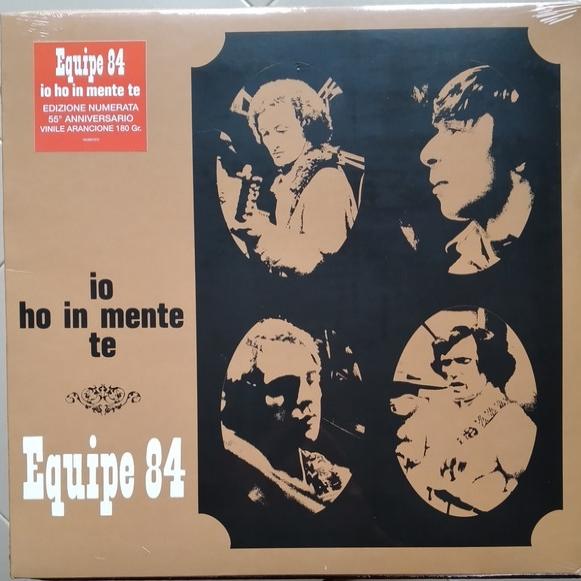 Equipe 84
io ho in mente te
EDIZIONE NUMERATA
55° ANNIVERSARIO
VINILE ARANCIONE 180 Gr.
io
ho in mente
te
Equipe 84